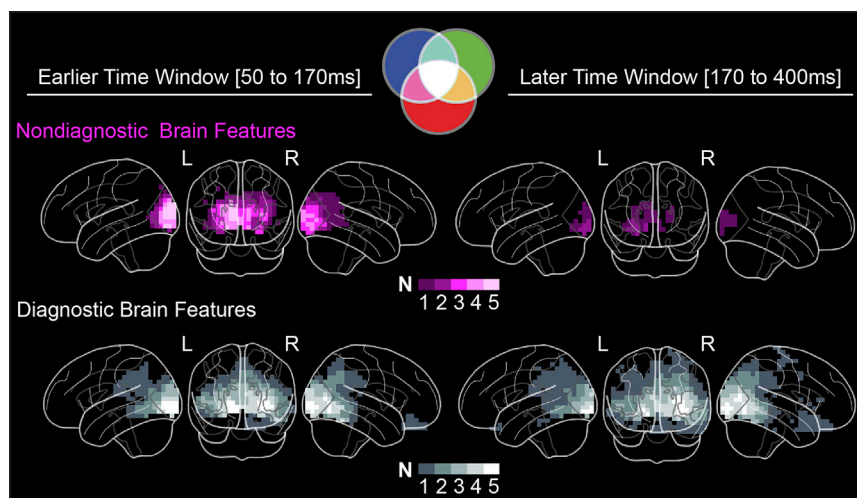 Earlier Time Window [50 to 170ms]
Later Time Window [170 to 400ms]
Nondiagnostic Brain Features
L R
L R
N
1 2 3 4 5
Diagnostic Brain Features
L R
L R
N
1 2 3 4 5